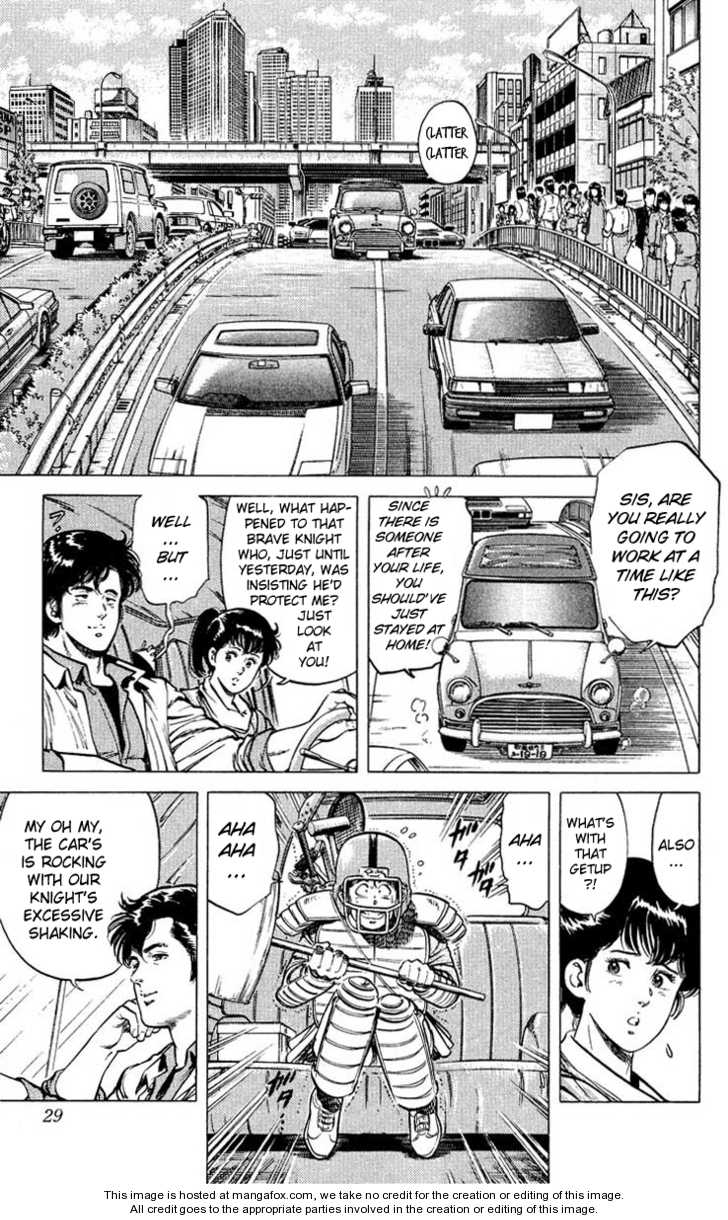 CLATTER
CLATTER
SIS, ARE
YOU REALLY
GOING TO
WORK AT A
TIME LIKE
THIS?
SINCE
THERE IS
SOMEONE
AFTER
YOUR LIFE,
YOU
SHOULD'VE
JUST
STAYED AT
HOME!
WELL, WHAT HAP-
PENED TO THAT
BRAVE KNIGHT
WHO, JUST UNTIL
YESTERDAY, WAS
INSISTING HE'D
PROTECT ME?
JUST
LOOK
AT
YOU!
WELL
...
BUT
...
ALSO
...
WHAT'S
WITH
THAT
GETUP
?!
AHA
...
AHA
AHA
...
ガタ
ガタ
MY OH MY,
THE CAR'S
IS ROCKING
WITH OUR
KNIGHT'S
EXCESSIVE
SHAKING.
29
This image is hosted at mangafox.com, we take no credit for the creation or editing of this image.
All credit goes to the appropriate parties involved in the creation or editing of this image.